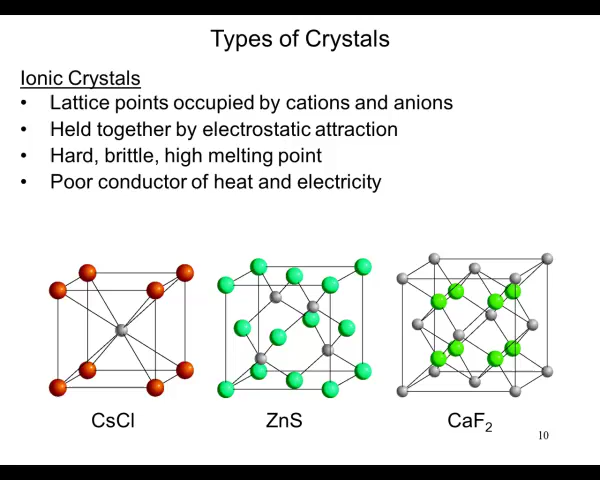 Types of Crystals
Ionic Crystals
• Lattice points occupied by cations and anions
• Held together by electrostatic attraction
• Hard, brittle, high melting point
• Poor conductor of heat and electricity
CsCl ZnS CaF₂
10